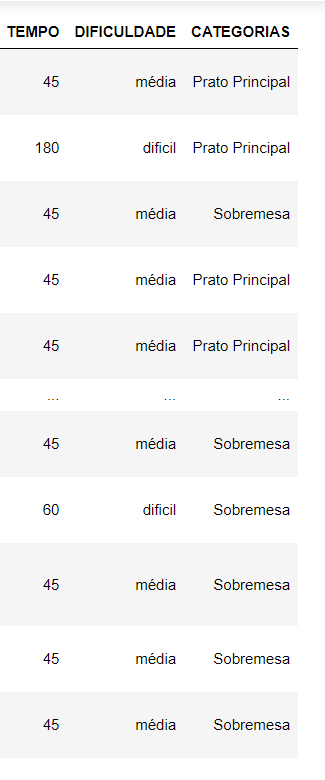 TEMPO DIFICULDADE CATEGORIAS
45 média Prato Principal
180 dificil Prato Principal
45 média Sobremesa
45 média Prato Principal
45 média Prato Principal
... ... ...
45 média Sobremesa
60 dificil Sobremesa
45 média Sobremesa
45 média Sobremesa
45 média Sobremesa